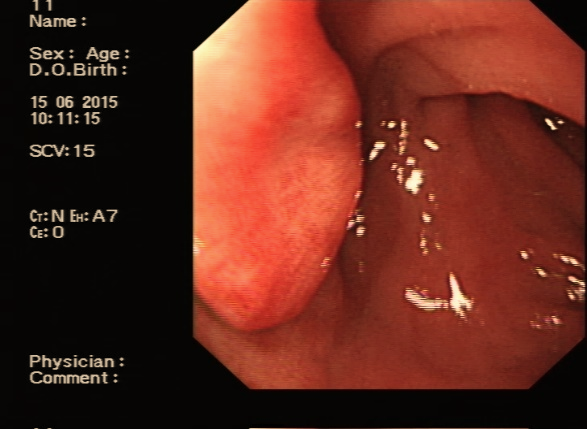 11
Name:
Sex: Age:
D.O.Birth:
15 06 2015
10:11:15
SCV:15
Ct:N Eh:A7
Ce:0
Physician:
Comment: